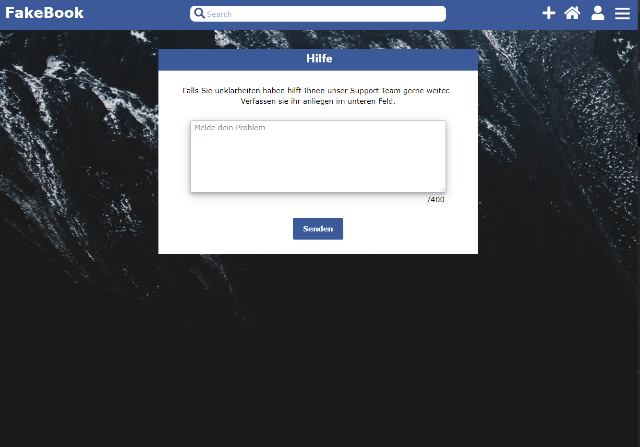 FakeBook
Search
Hilfe
Falls Sie unklarheiten haben hilft Ihnen unser Support Team gerne weiter.
Verfassen sie ihr anliegen im unteren Feld.
Melde dein Problem
/400
Senden